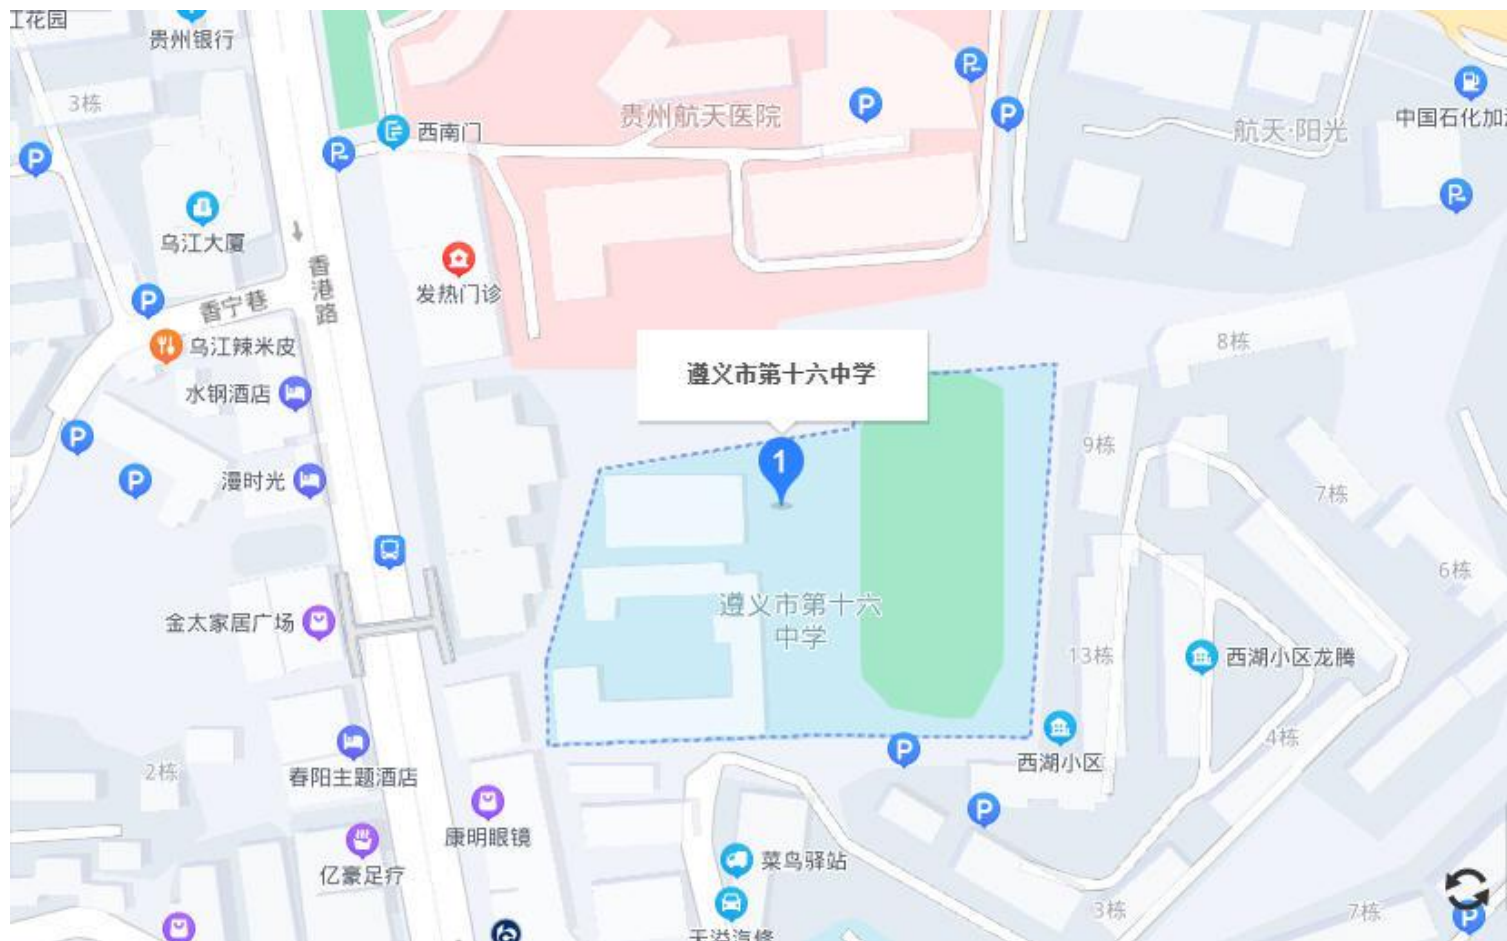 江花园
贵州银行
3栋
P
西南门
贵州航天医院
P
P
P
P
航天·阳光
中国石化加
P
P
乌江大厦
香港路
发热门诊
P
香宁巷
乌江辣米皮
水钢酒店
遵义市第十六中学
8栋
P
9栋
1
漫时光
P
7栋
6栋
金太家居广场
遵义市第十六
中学
13栋
西湖小区龙腾
4栋
西湖小区
P
2栋
春阳主题酒店
P
康明眼镜
亿豪足疗
菜鸟驿站
3栋
7栋
P
天溢汽修